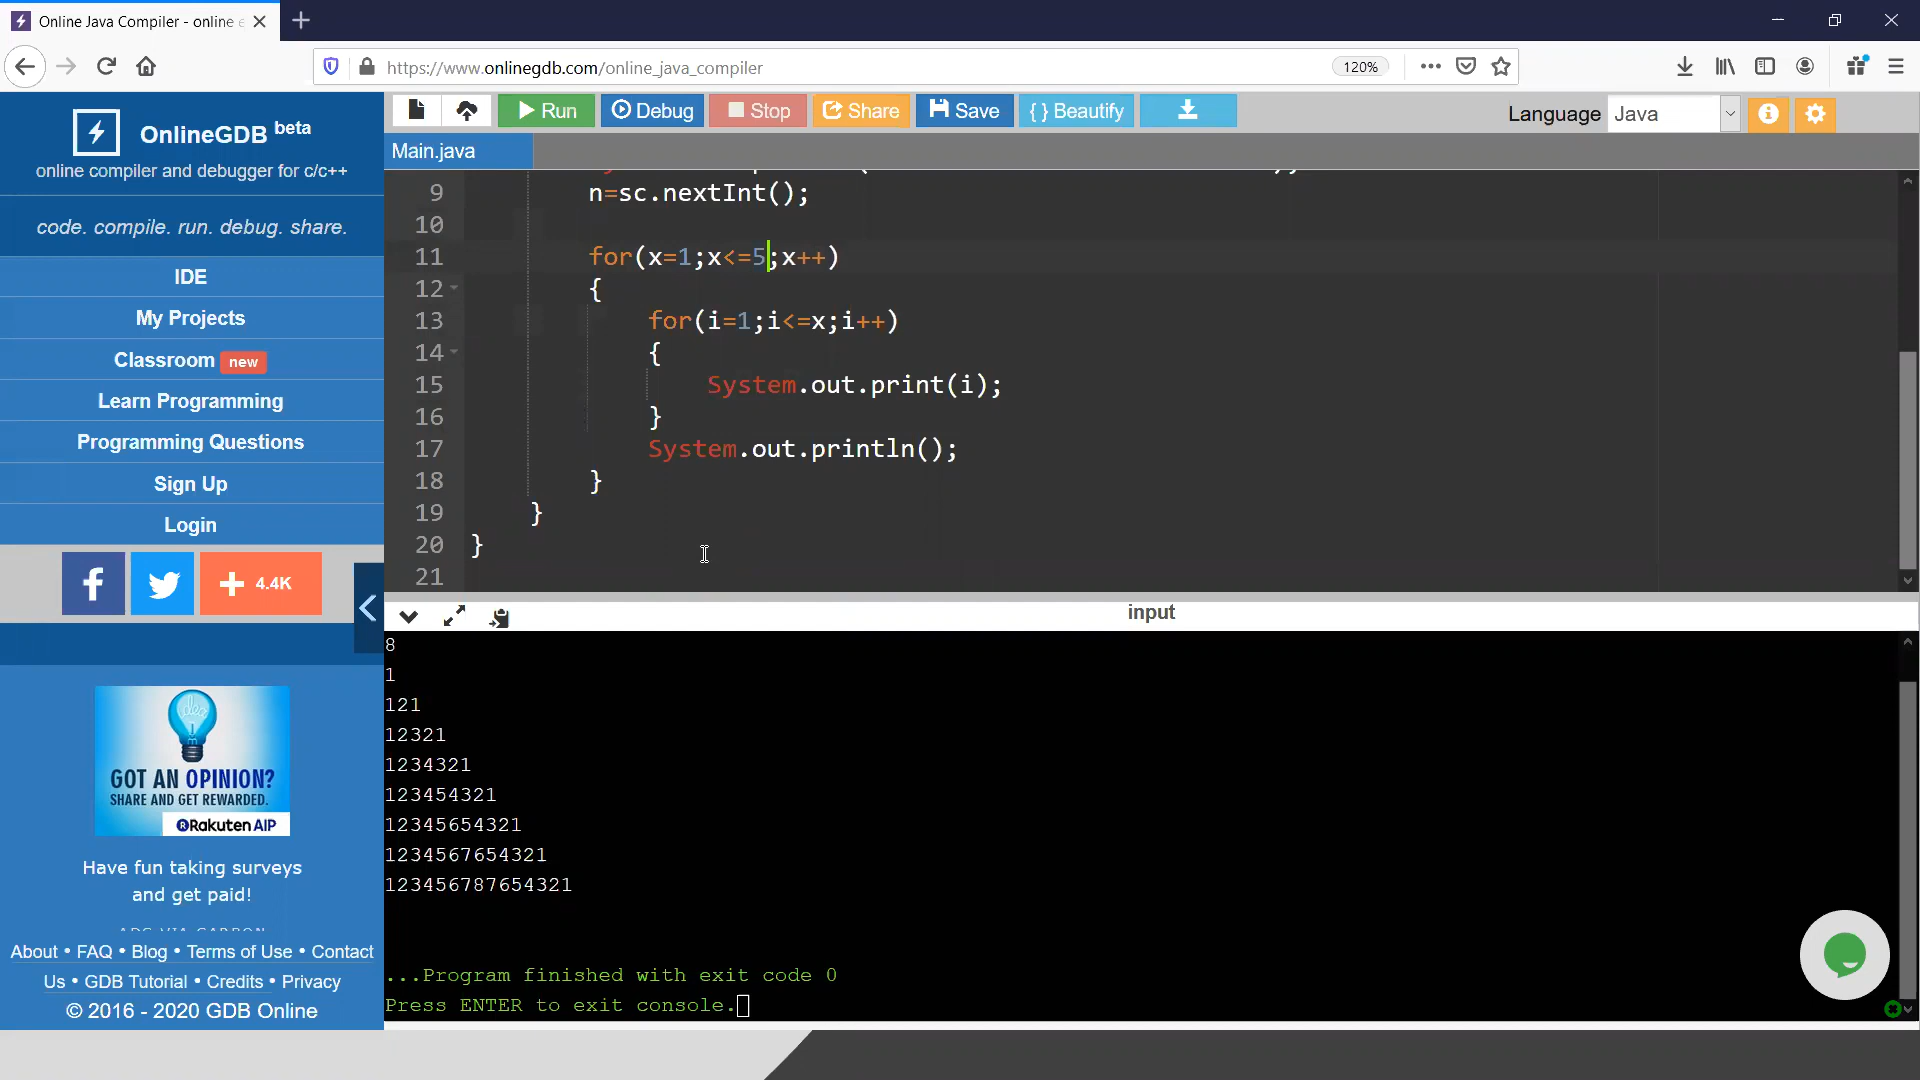 Online Java Compiler - online e
https://www.onlinegdb.com/online_java_compiler
120%
OnlineGDB beta
online compiler and debugger for c/c++
code. compile. run. debug. share.
IDE
My Projects
Classroom new
Learn Programming
Programming Questions
Sign Up
Login
f
+ 4.4K
GOT AN OPINION?
SHARE AND GET REWARDED.
Rakuten AIP
Have fun taking surveys
and get paid!
ADS VIA CARBON
About • FAQ • Blog • Terms of Use • Contact
Us • GDB Tutorial • Credits • Privacy
© 2016 - 2020 GDB Online
Run Debug Stop Share Save { } Beautify
Language Java
Main.java
9 n=sc.nextInt();
10
11 for(x=1;x<=5;x++)
12 {
13 for(i=1;i<=x;i++)
14 {
15 System.out.print(i);
16 }
17 System.out.println();
18 }
19 }
20 }
21
input
8
1
121
12321
1234321
123454321
12345654321
1234567654321
123456787654321
...Program finished with exit code 0
Press ENTER to exit console.